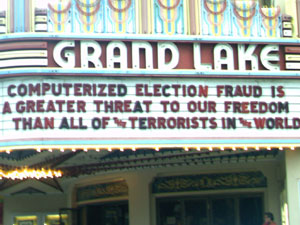 GRAND LAKE
COMPUTERIZED ELECTION FRAUD IS
A GREATER THREAT TO OUR FREEDOM
THAN ALL OF THE TERRORISTS IN THE WORLD